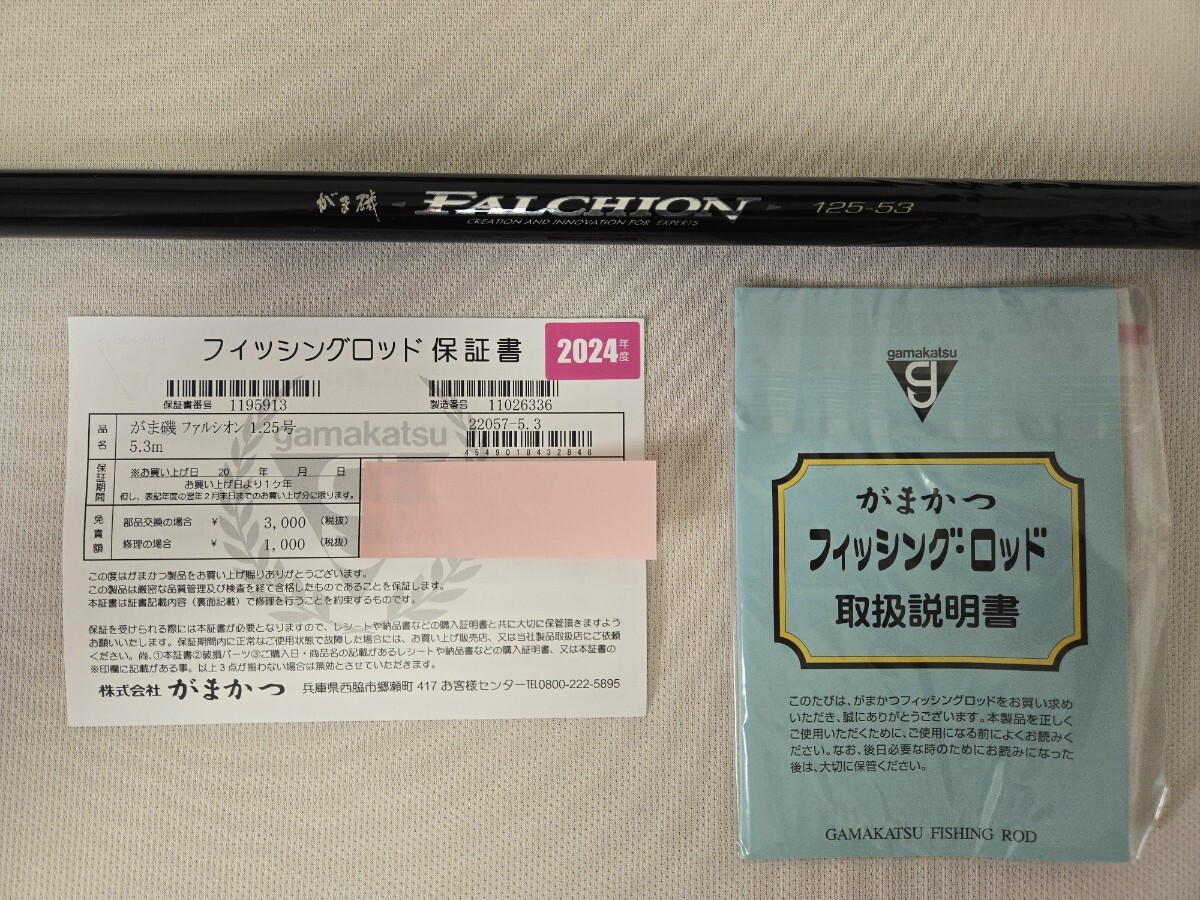 がま磯 FALCHION 125-53
CREATION AND INNOVATION FOR EXPERTS
フィッシングロッド 保証書
2024年度
保証書番号 1195913
製造番号 11026336
gamakatsu
品名
がま磯 ファルシオン 1.25号
5.3m
22057-5.3
4549018432848
保証期間
※お買い上げ日 20 年 月 日
お買い上げ日より1ケ年
但し、表記年度の翌年2月末日までのお買い上げ分に限ります。
免責額
部品交換の場合 ¥ 3,000 (税抜)
修理の場合 ¥ 1,000 (税抜)
この度はがまかつ製品をお買い上げ賜りありがとうございます。
この製品は厳密な品質管理及び検査を経て合格したものであることを保証します。
本証書は証書記載内容(裏面記載)で修理を行うことを約束するものです。
保証を受けられる際には本証書が必要となりますので、レシートや納品書などの購入証明書と共に大切に保管頂きますよう
お願いいたします。保証期間内に正常なご使用状態で故障した場合には、お買い上げ販売店、又は当社製品取扱店にご依頼
ください。尚、①本証書②破損パーツ③ご購入日・商品名の記載があるレシートや納品書などの購入証明書、又は本証書の
※印欄に記載がある事。以上3点が揃わない場合は無効とさせていただきます。
株式会社 がまかつ 兵庫県西脇市郷瀬町 417 お客様センターTEL0800-222-5895
gamakatsu
g
がまかつ
フィッシング・ロッド
取扱説明書
このたびは、がまかつフィッシングロッドをお買い求め
いただき、誠にありがとうございます。本製品を正しく
ご使用いただくために、ご使用になる前によくお読みく
ださい。なお、後日必要な時のためにお読みになった
後は、大切に保管ください。
GAMAKATSU FISHING ROD